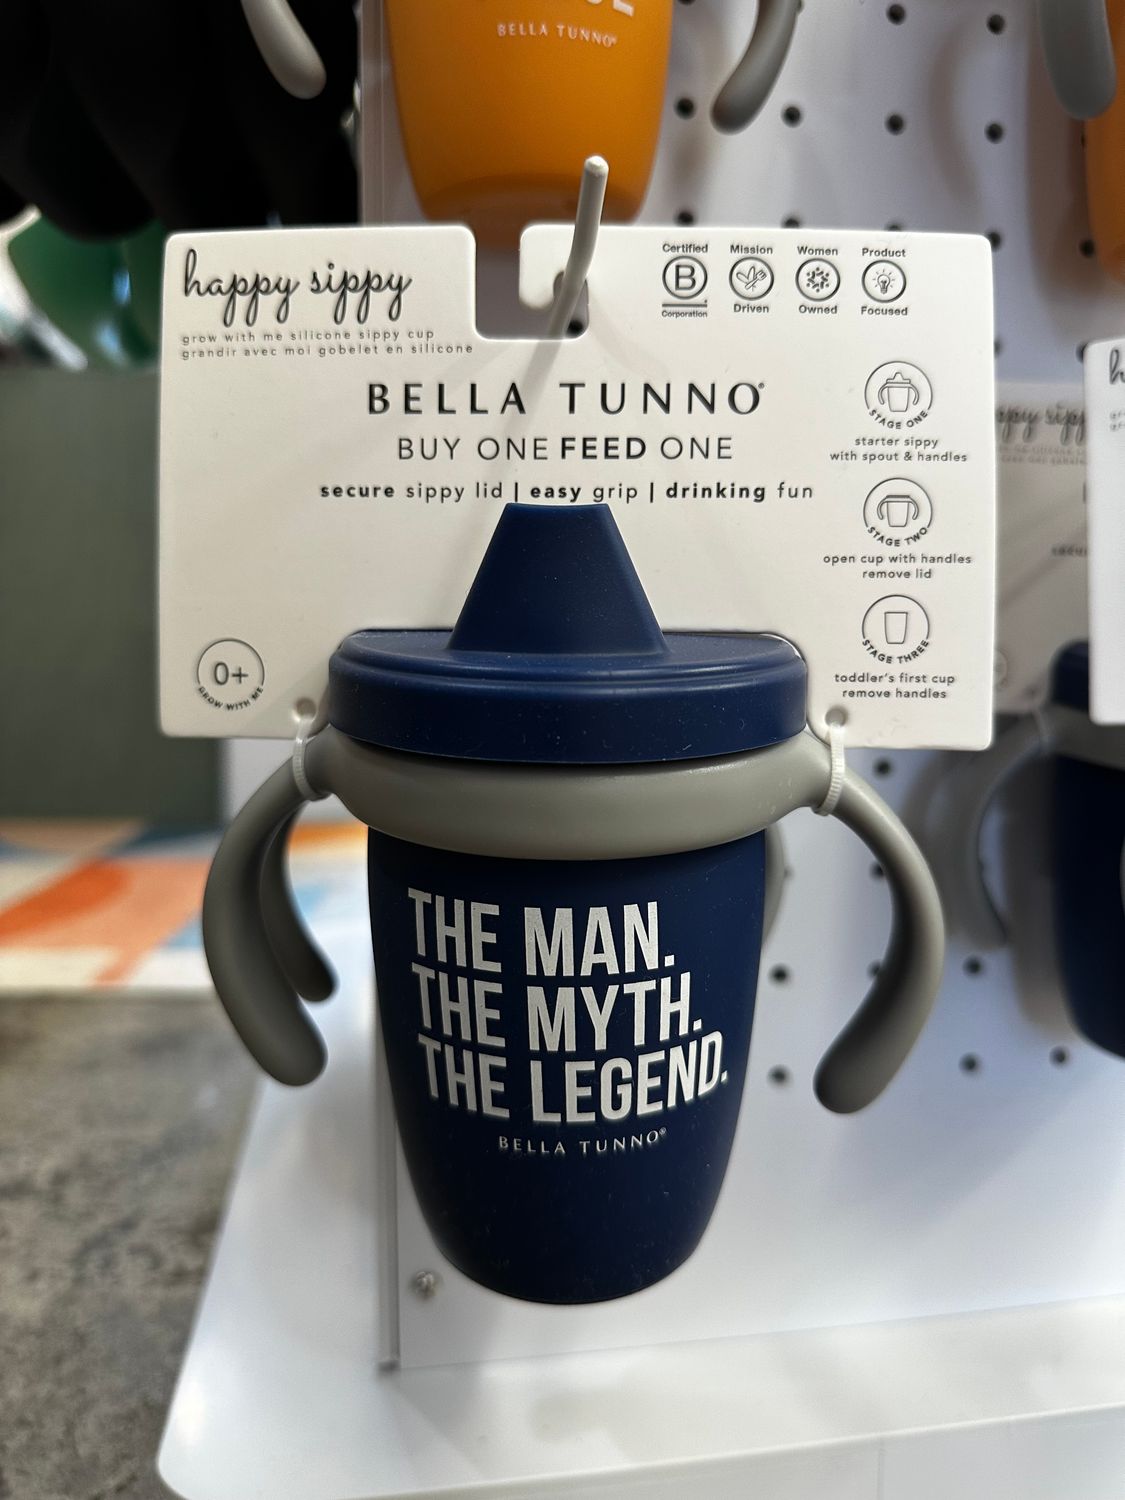 BELLA TUNNO®
happy sippy
grow with me silicone sippy cup
grandir avec moi gobelet en silicone
Certified
B
Corporation
Mission
Driven
Women
Owned
Product
Focused
BELLA TUNNO®
BUY ONE FEED ONE
secure sippy lid | easy grip | drinking fun
STAGE ONE
starter sippy
with spout & handles
STAGE TWO
open cup with handles
remove lid
STAGE THREE
toddler's first cup
remove handles
0+
GROW WITH ME
THE MAN.
THE MYTH.
THE LEGEND.
BELLA TUNNO®
happy sippy